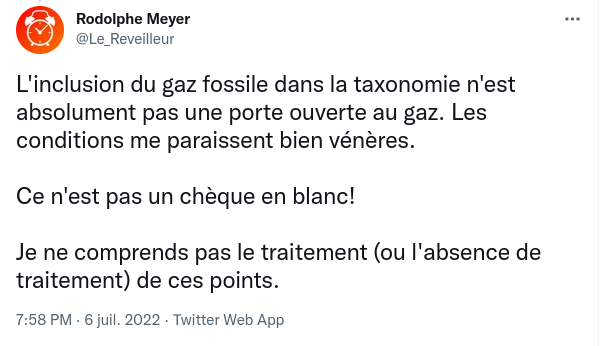 Rodolphe Meyer
@Le_Reveilleur
L'inclusion du gaz fossile dans la taxonomie n'est
absolument pas une porte ouverte au gaz. Les
conditions me paraissent bien vénères.
Ce n'est pas un chèque en blanc!
Je ne comprends pas le traitement (ou l'absence de
traitement) de ces points.
7:58 PM · 6 juil. 2022 · Twitter Web App